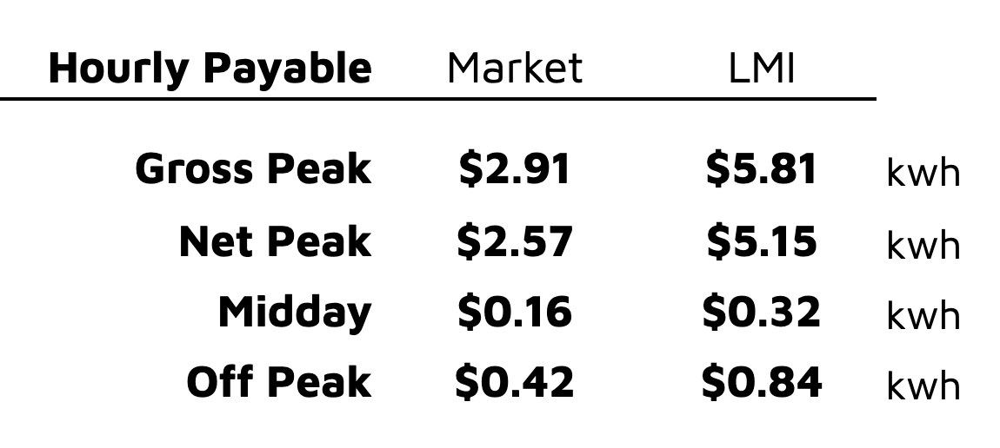 Hourly Payable Market LMI
Gross Peak $2.91 $5.81 kwh
Net Peak $2.57 $5.15 kwh
Midday $0.16 $0.32 kwh
Off Peak $0.42 $0.84 kwh